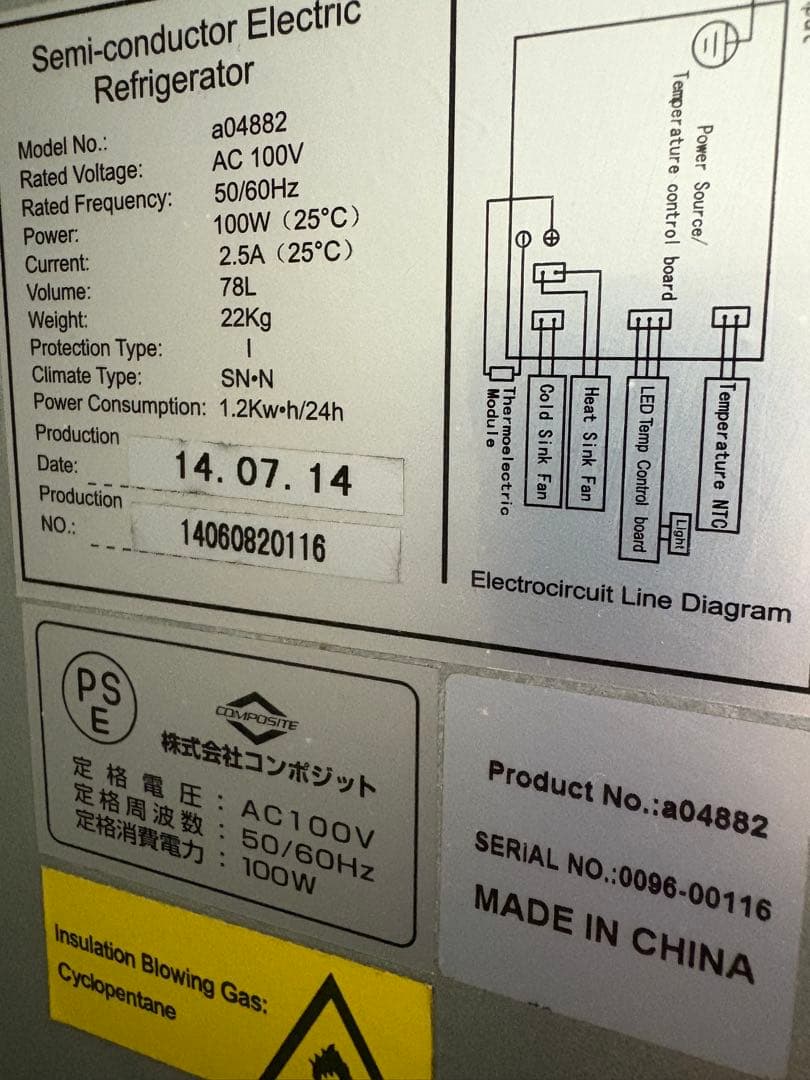 Semi-conductor Electric
Refrigerator
Model No.: a04882
Rated Voltage: AC 100V
Rated Frequency: 50/60Hz
Power: 100W（25°C）
Current: 2.5A（25°C）
Volume: 78L
Weight: 22Kg
Protection Type: I
Climate Type: SN•N
Power Consumption: 1.2Kw•h/24h
Production
Date: 14. 07. 14
Production
NO.: 14060820116
Power Source/
Temperature control board
Thermoelectric
Module
Cold Sink Fan
Heat Sink Fan
LED Temp Control board
Light
Temperature NTC
Electrocircuit Line Diagram
PS
E
COMPOSITE
株式会社コンポジット
定格電圧：AC100V
定格周波数：50/60Hz
定格消費電力：100W
Product No.:a04882
SERiAL NO.:0096-00116
MADE IN CHINA
Insulation Blowing Gas:
Cyclopentane